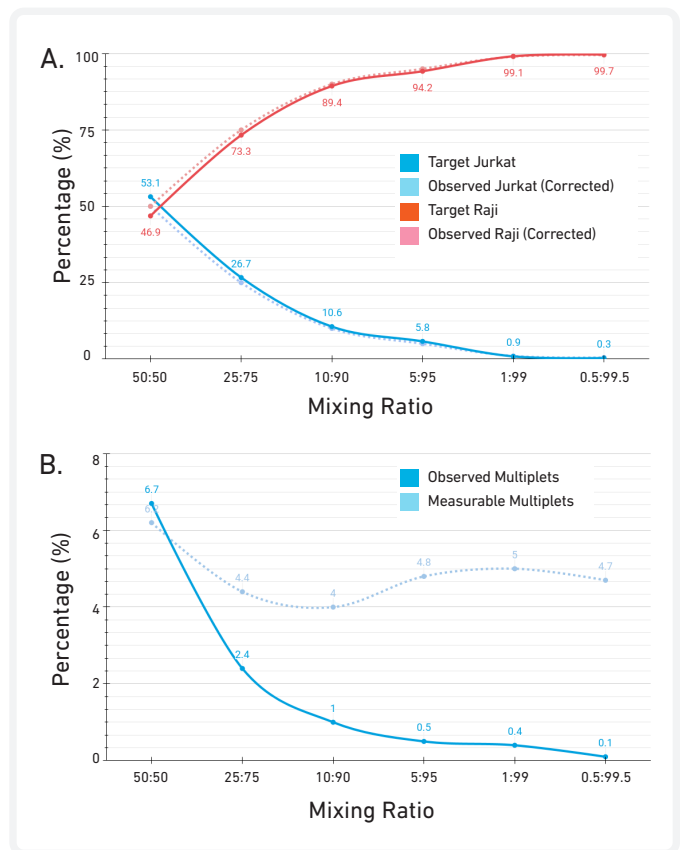 A.
100
75
50
25
0
Percentage (%)
53.1
46.9
73.3
26.7
89.4
10.6
94.2
5.8
99.1
0.9
99.7
0.3
Target Jurkat
Observed Jurkat (Corrected)
Target Raji
Observed Raji (Corrected)
50:50 25:75 10:90 5:95 1:99 0.5:99.5
Mixing Ratio
B.
8
6
4
2
0
Percentage (%)
6.7
4.4
2.4
4
1
4.8
0.5
5
0.4
4.7
0.1
Observed Multiplets
Measurable Multiplets
50:50 25:75 10:90 5:95 1:99 0.5:99.5
Mixing Ratio